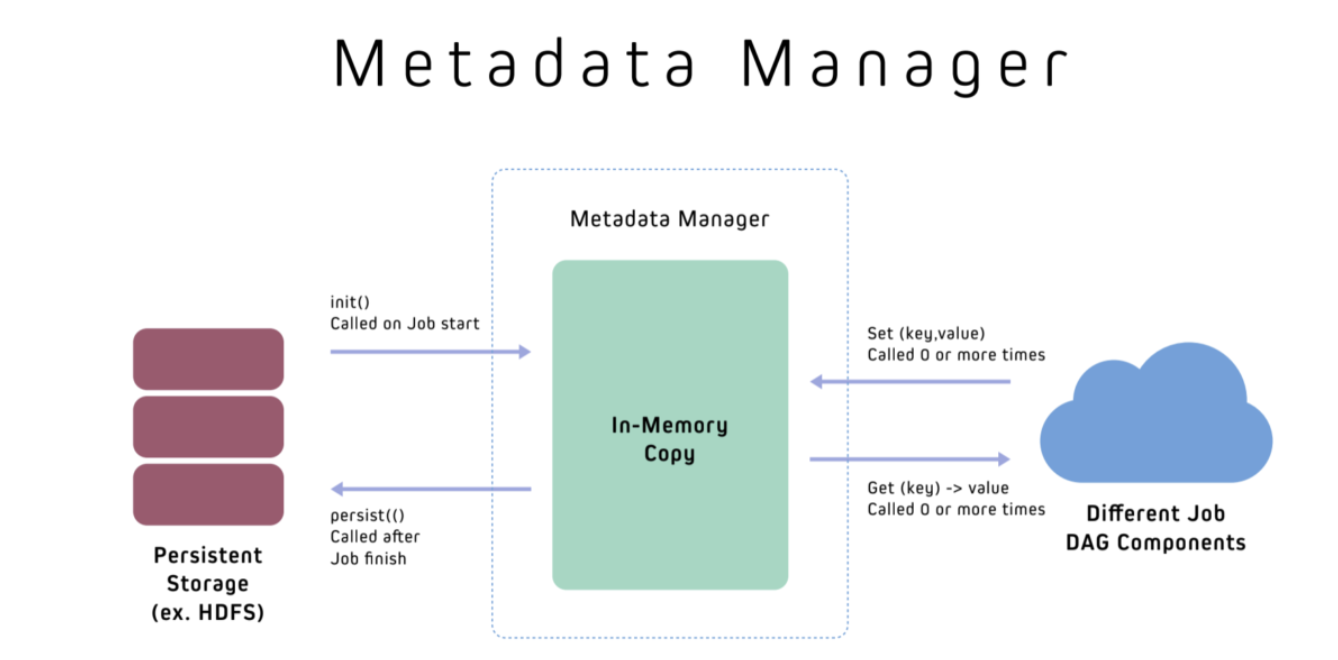 Metadata Manager
Metadata Manager
init()
Called on Job start
Set (key,value)
Called 0 or more times
In-Memory
Copy
Get (key) -> value
Called 0 or more times
persist(()
Called after
Job finish
Persistent
Storage
(ex. HDFS)
Different Job
DAG Components